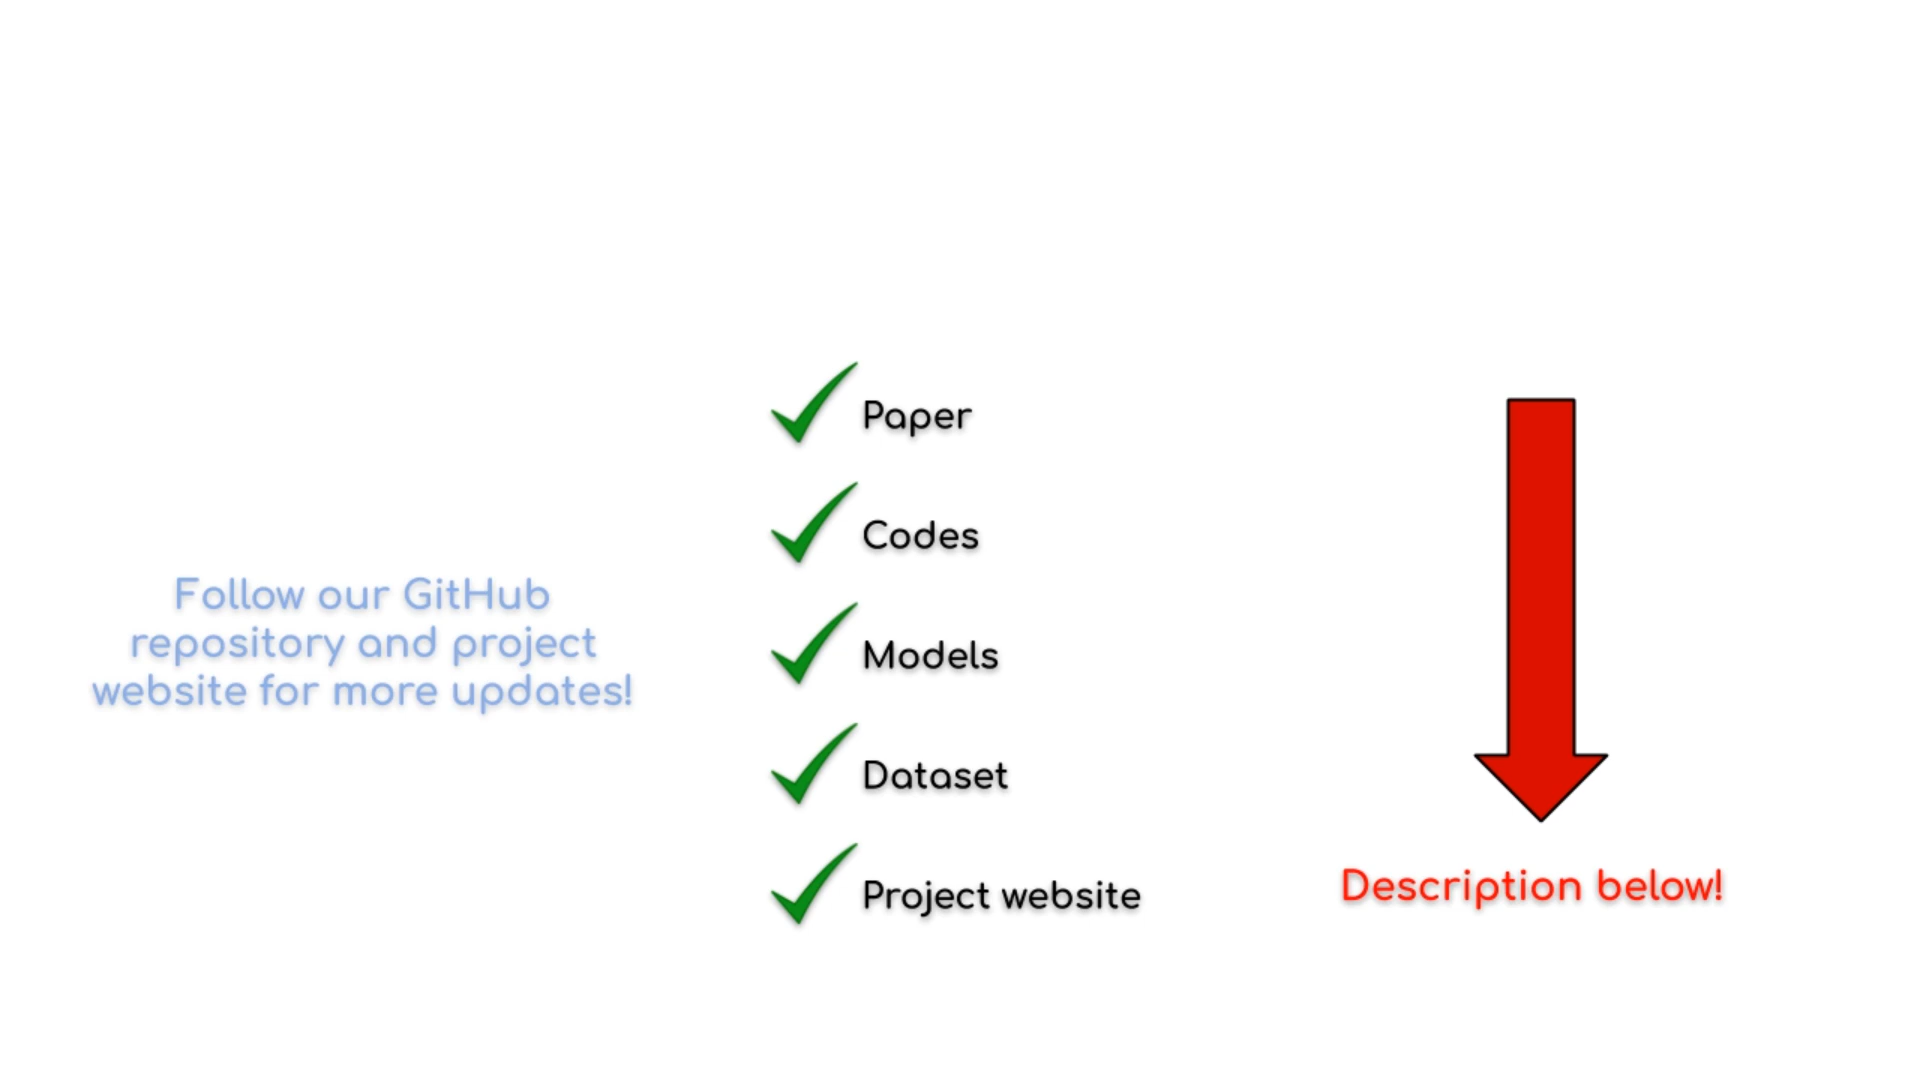 Follow our GitHub
repository and project
website for more updates!
Paper
Codes
Models
Dataset
Project website
Description below!